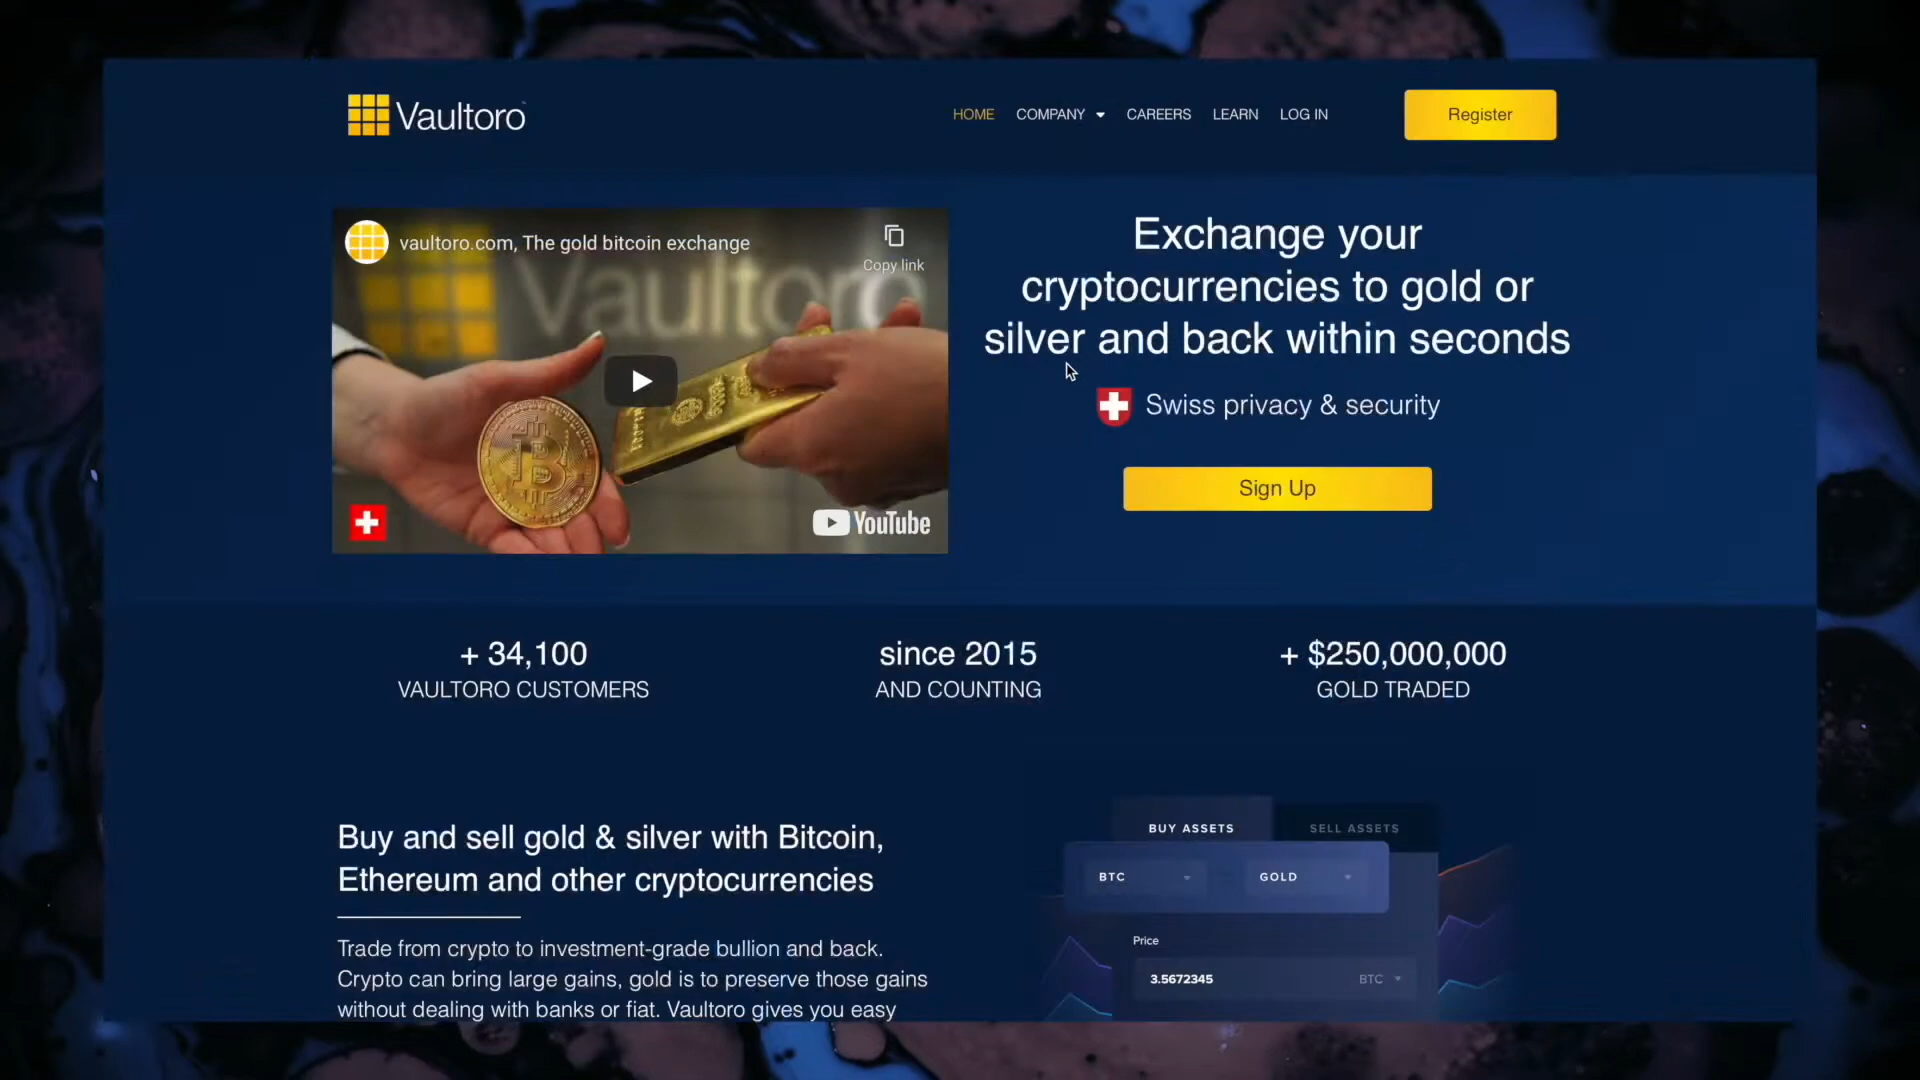 Vaultoro
HOME COMPANY CAREERS LEARN LOG IN Register
vaultoro.com, The gold bitcoin exchange
Copy link
Vaultoro
YouTube
Exchange your
cryptocurrencies to gold or
silver and back within seconds
Swiss privacy & security
Sign Up
+ 34,100
VAULTORO CUSTOMERS
since 2015
AND COUNTING
+ $250,000,000
GOLD TRADED
Buy and sell gold & silver with Bitcoin,
Ethereum and other cryptocurrencies
Trade from crypto to investment-grade bullion and back.
Crypto can bring large gains, gold is to preserve those gains
without dealing with banks or fiat. Vaultoro gives you easy
BUY ASSETS SELL ASSETS
BTC GOLD
Price
3.5672345 BTC